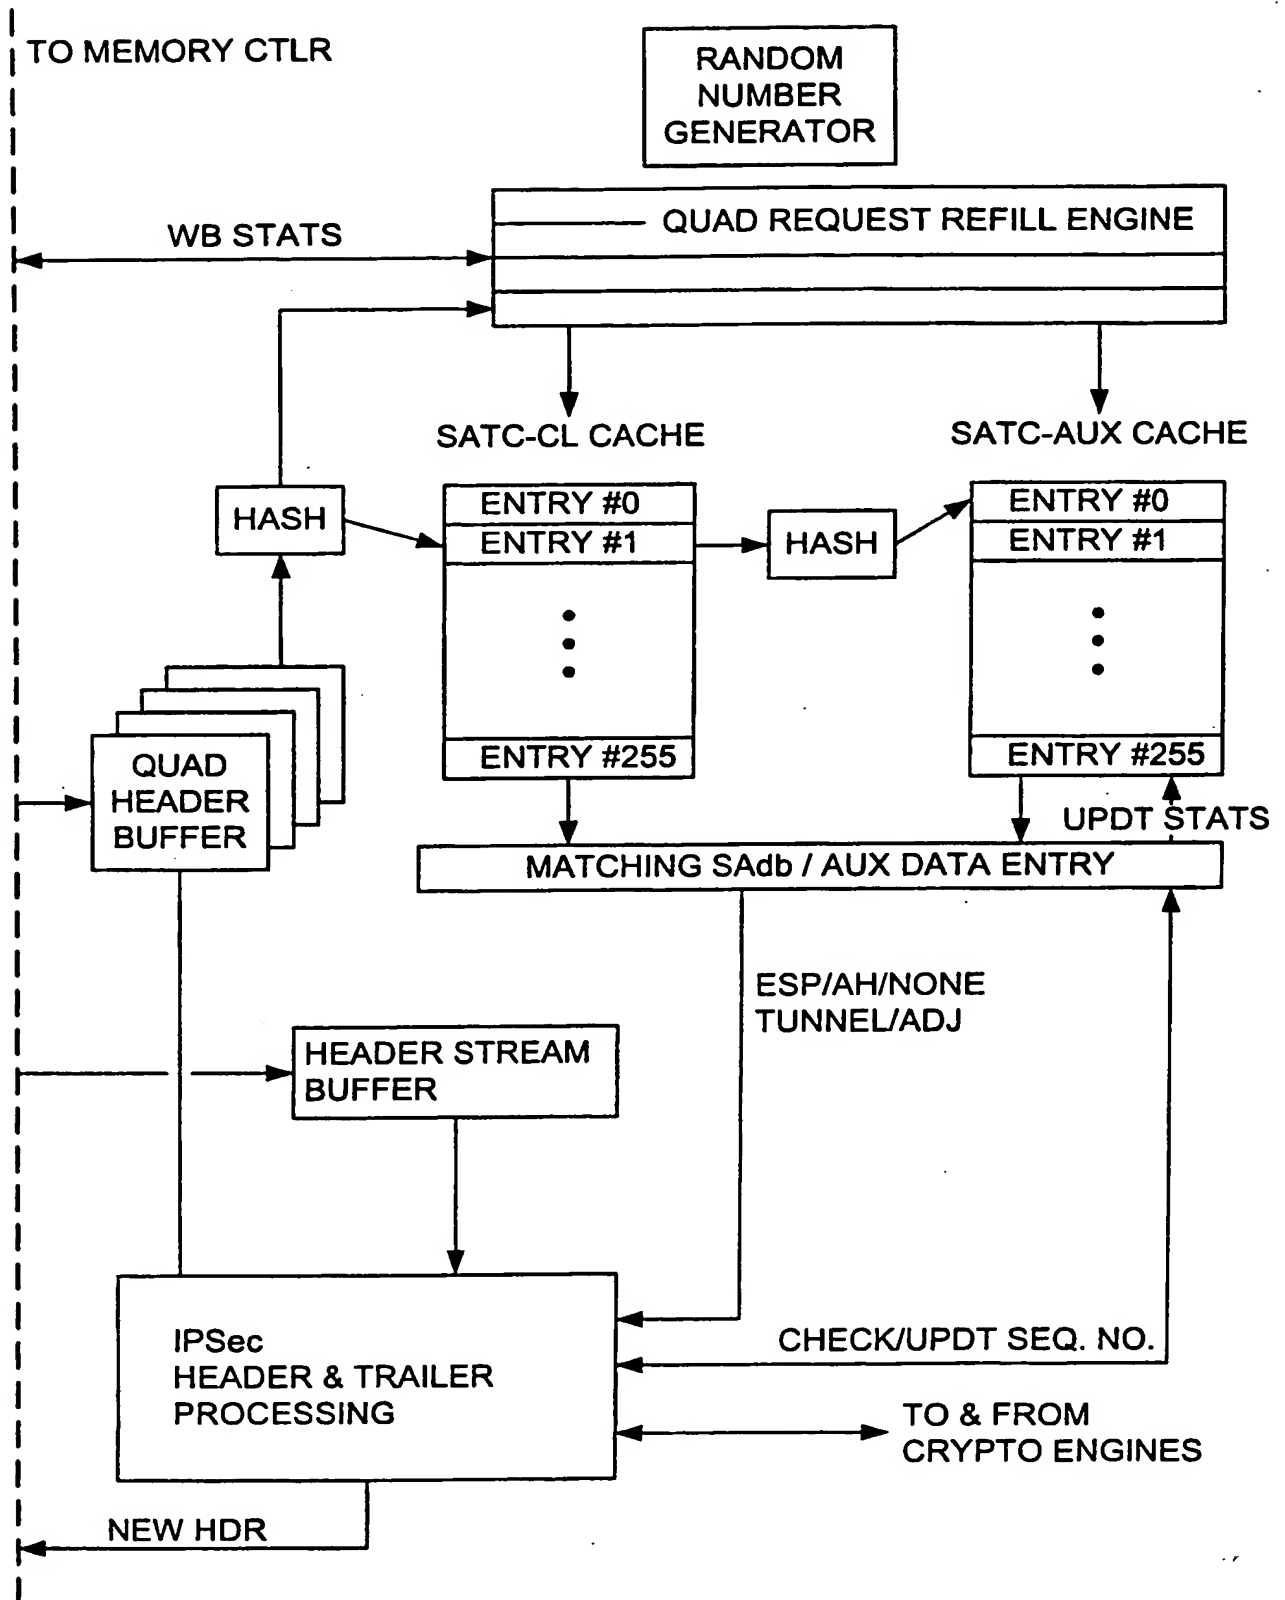 TO MEMORY CTLR
RANDOM
NUMBER
GENERATOR
WB STATS
QUAD REQUEST REFILL ENGINE
SATC-CL CACHE
SATC-AUX CACHE
HASH
ENTRY #0
ENTRY #1
ENTRY #255
HASH
ENTRY #0
ENTRY #1
ENTRY #255
QUAD
HEADER
BUFFER
UPDT STATS
MATCHING SAdb / AUX DATA ENTRY
ESP/AH/NONE
TUNNEL/ADJ
HEADER STREAM
BUFFER
IPSec
HEADER & TRAILER
PROCESSING
CHECK/UPDT SEQ. NO.
TO & FROM
CRYPTO ENGINES
NEW HDR